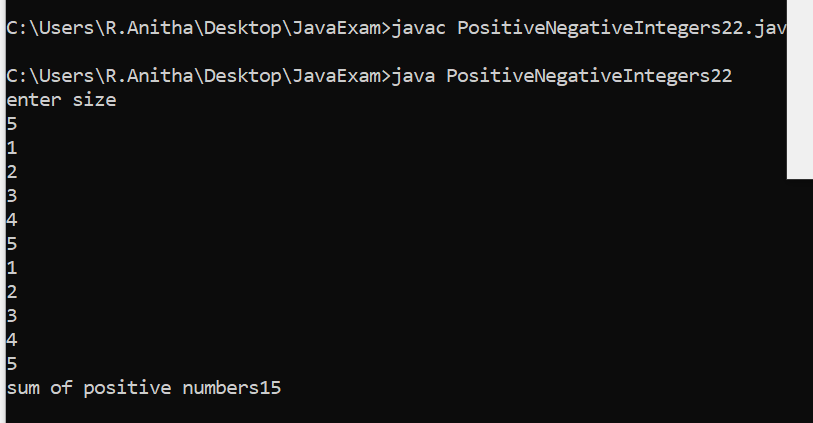 C:\Users\R.Anitha\Desktop\JavaExam>javac PositiveNegativeIntegers22.jav
C:\Users\R.Anitha\Desktop\JavaExam>java PositiveNegativeIntegers22
enter size
5
1
2
3
4
5
1
2
3
4
5
sum of positive numbers15